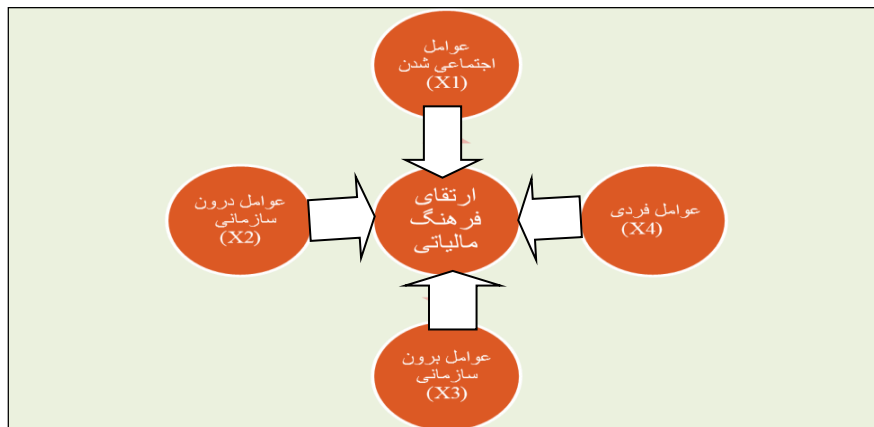 عوامل
اجتماعی شدن
(X1)
عوامل درون
سازمانی
(X2)
ارتقای
فرهنگ
مالیاتی
عوامل فردی
(X4)
عوامل برون
سازمانی
(X3)